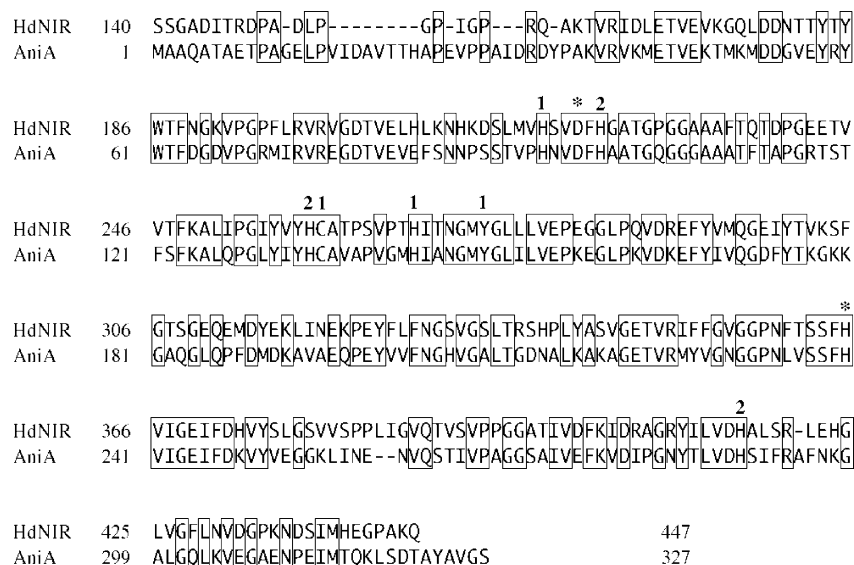 HdNIR 140 SSGADITRDPA-DLP--------GP-IGP--RQ-AKTVRIDLETVEVKGQLDDNTTYTY
AniA 1 MAAQATAETPAGELPVIDAVTTHAPEVPPAIDRDYPAKVRVKMETVEKTMKMDDGVEYRY
1 * 2
HdNIR 186 WTFNGKVPGPFLRVRVGDTVELHLKNHKDSLMVHSVDFHGATGPGGAAAFTQTDPGEETV
AniA 61 WTFDGDVPGRMIRVREGDTVEVEFSNNPSSTVPHNVDFHAATGQGGGAAATFTAPGRTST
2 1 1 1
HdNIR 246 VTFKALIPGIYVYHCATPSVPTHITNGMYGLLLVEPEGGLPQVDREFYVMQGEIYTVKSF
AniA 121 FSFKALQPGLYIYHCAVAPVGMHIANGMYGLILVEPKEGLPKVDKEFYIVQGDFYTKGKK
*
HdNIR 306 GTSGEQEMDYEKLINEKPEYFLFNGSVGSLTRSHPLYASVGETVRIFFGVGGPNFTSSFH
AniA 181 GAQGLQPFDMDKAVAEQPEYVVFNGHVGALTGDNALKAKAGETVRMYVGNGGPNLVSSFH
2
HdNIR 366 VIGEIFDHVYSLGSVVSPPLIGVQTVSVPPGGATIVDFKIDRAGRYILVDHALSR-LEHG
AniA 241 VIGEIFDKVYVEGGKLINE--NVQSTIVPAGGSAIVEFKVDIPGNYTLVDHSIFRAFNKG
HdNIR 425 LVGFLNVDGPKNDSIMHEGPAKQ 447
AniA 299 ALGQLKVEGAENPEIMTQKLSDTAYAVGS 327